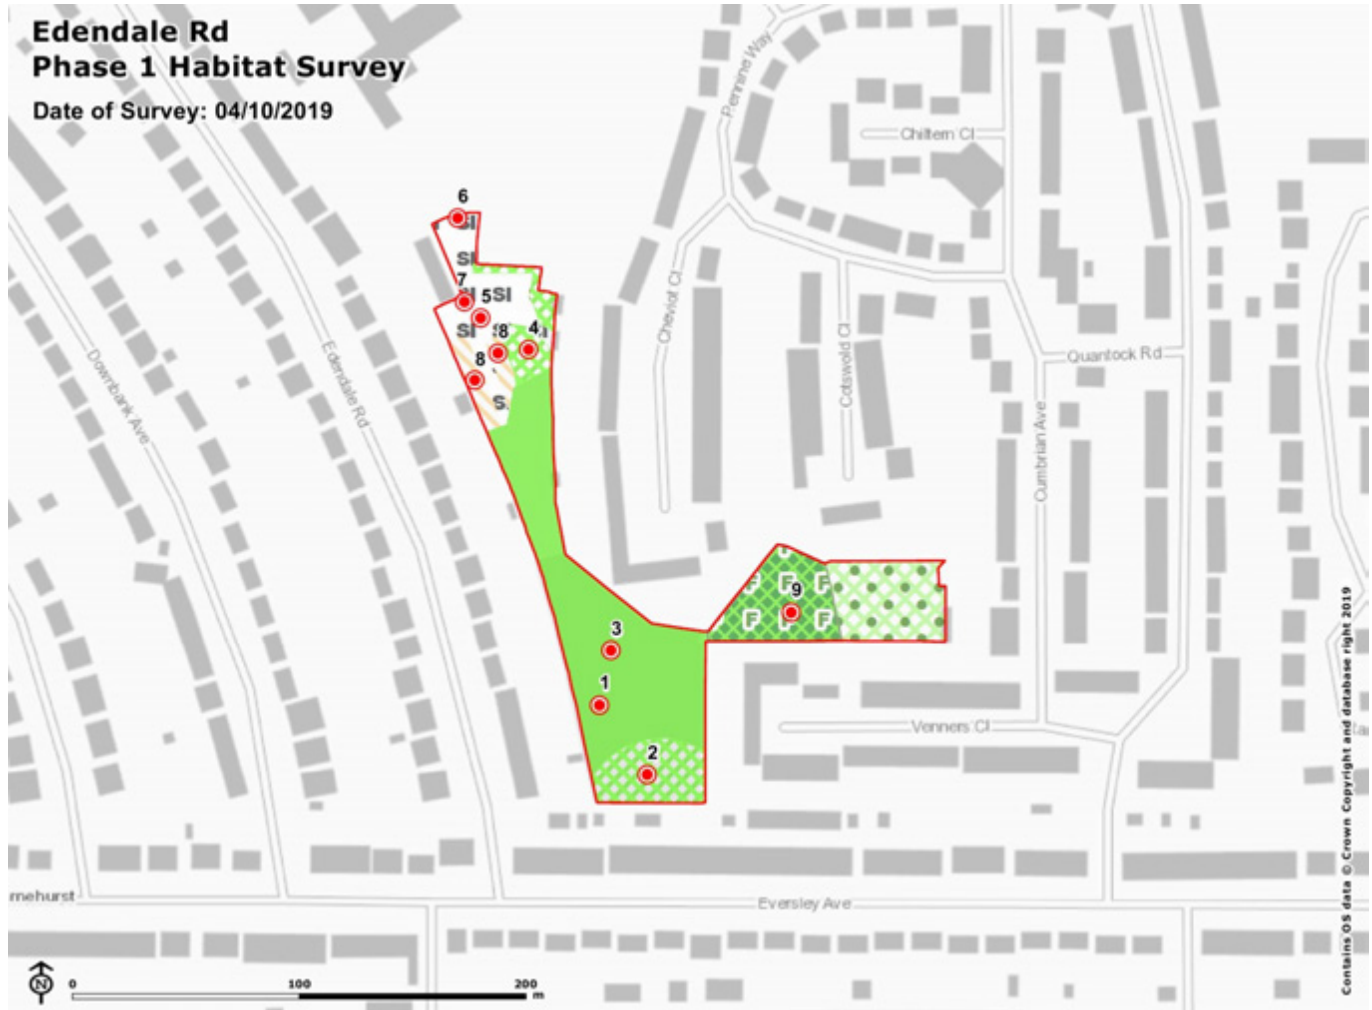 Edendale Rd
Phase 1 Habitat Survey
Date of Survey: 04/10/2019
Pennine Way
Chiltern Cl
6
SI
SI
7
5
SI
SI
8
4
8
Cheviot Cl
Cotswold Cl
Quantock Rd
Downbank Ave
Edendale Rd
Cumbrian Ave
F F F
9
F F F
3
1
2
Venners Cl
mehurst
Eversley Ave
N
0 100 200
m
Contains OS data © Crown Copyright and database right 2019